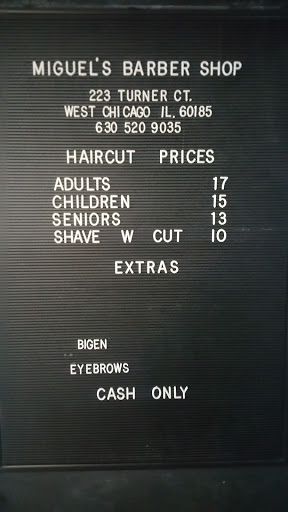 MIGUEL'S BARBER SHOP
223 TURNER CT.
WEST CHICAGO IL. 60185
630 520 9035
HAIRCUT PRICES
ADULTS 17
CHILDREN 15
SENIORS 13
SHAVE W CUT 10
EXTRAS
BIGEN
EYEBROWS
CASH ONLY